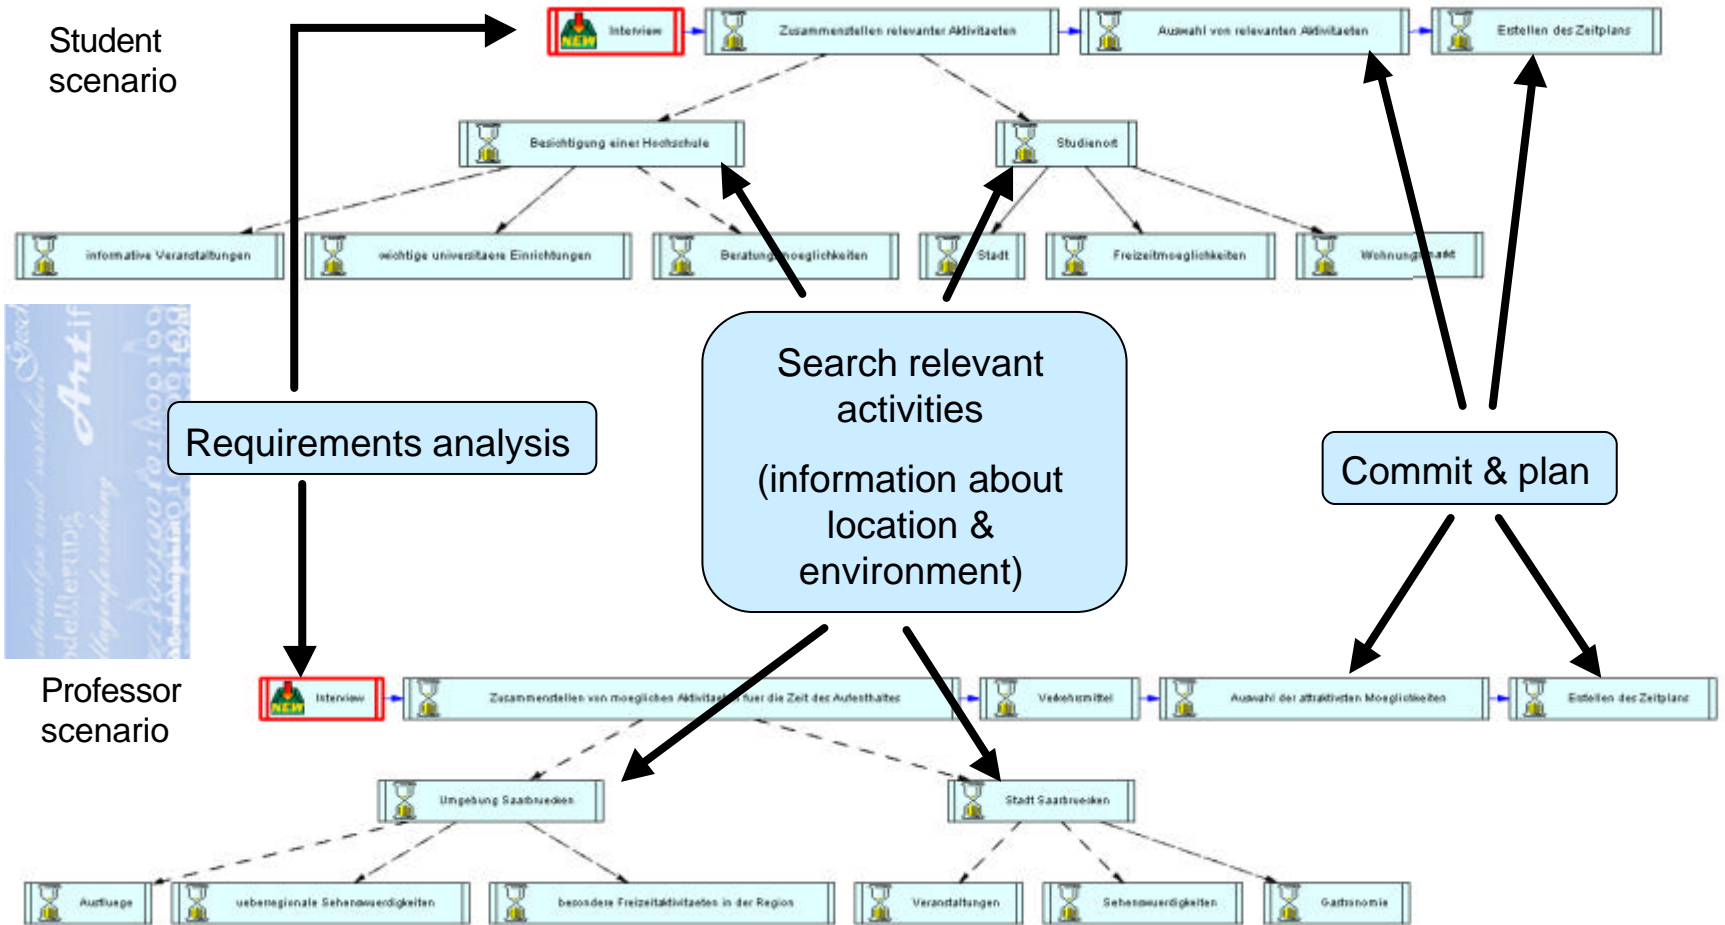 Student
scenario
NEW Interview
Zusammenstellen relevanter Aktivitaeten
Auswahl von relevanten Aktivitaeten
Erstellen des Zeitplans
Besichtigung einer Hochschule
Studienort
informative Veranstaltungen
wichtige universitaere Einrichtungen
Beratungsmoeglichkeiten
Stadt
Freizeitmoeglichkeiten
Wohnungsmarkt
Search relevant
activities
(information about
location &
environment)
Requirements analysis
Commit & plan
Professor
scenario
NEW Interview
Zusammenstellen von moeglichen Aktivitaeten fuer die Zeit des Aufenthaltes
Verkehrsmittel
Auswahl der attraktivsten Moeglichkeiten
Erstellen des Zeitplans
Umgebung Saarbruecken
Stadt Saarbruecken
Ausfluege
ueberregionale Sehenswuerdigkeiten
besondere Freizeitaktivitaeten in der Region
Veranstaltungen
Sehenswuerdigkeiten
Gastronomie